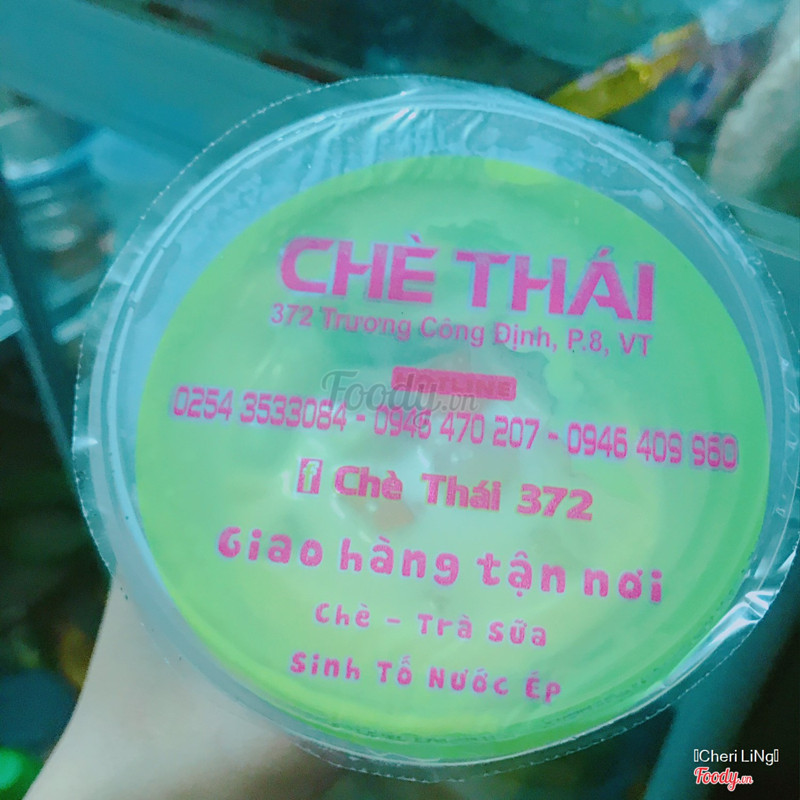 CHÈ THÁI
372 Trương Công Định, P.8, VT
HOTLINE
Foody.vn
0254 3533084 - 0946 470 207 - 0946 409 960
f Chè Thái 372
Giao hàng tận nơi
Chè - Trà Sữa
Sinh Tố Nước Ép
Cheri LiNg
Foody.vn